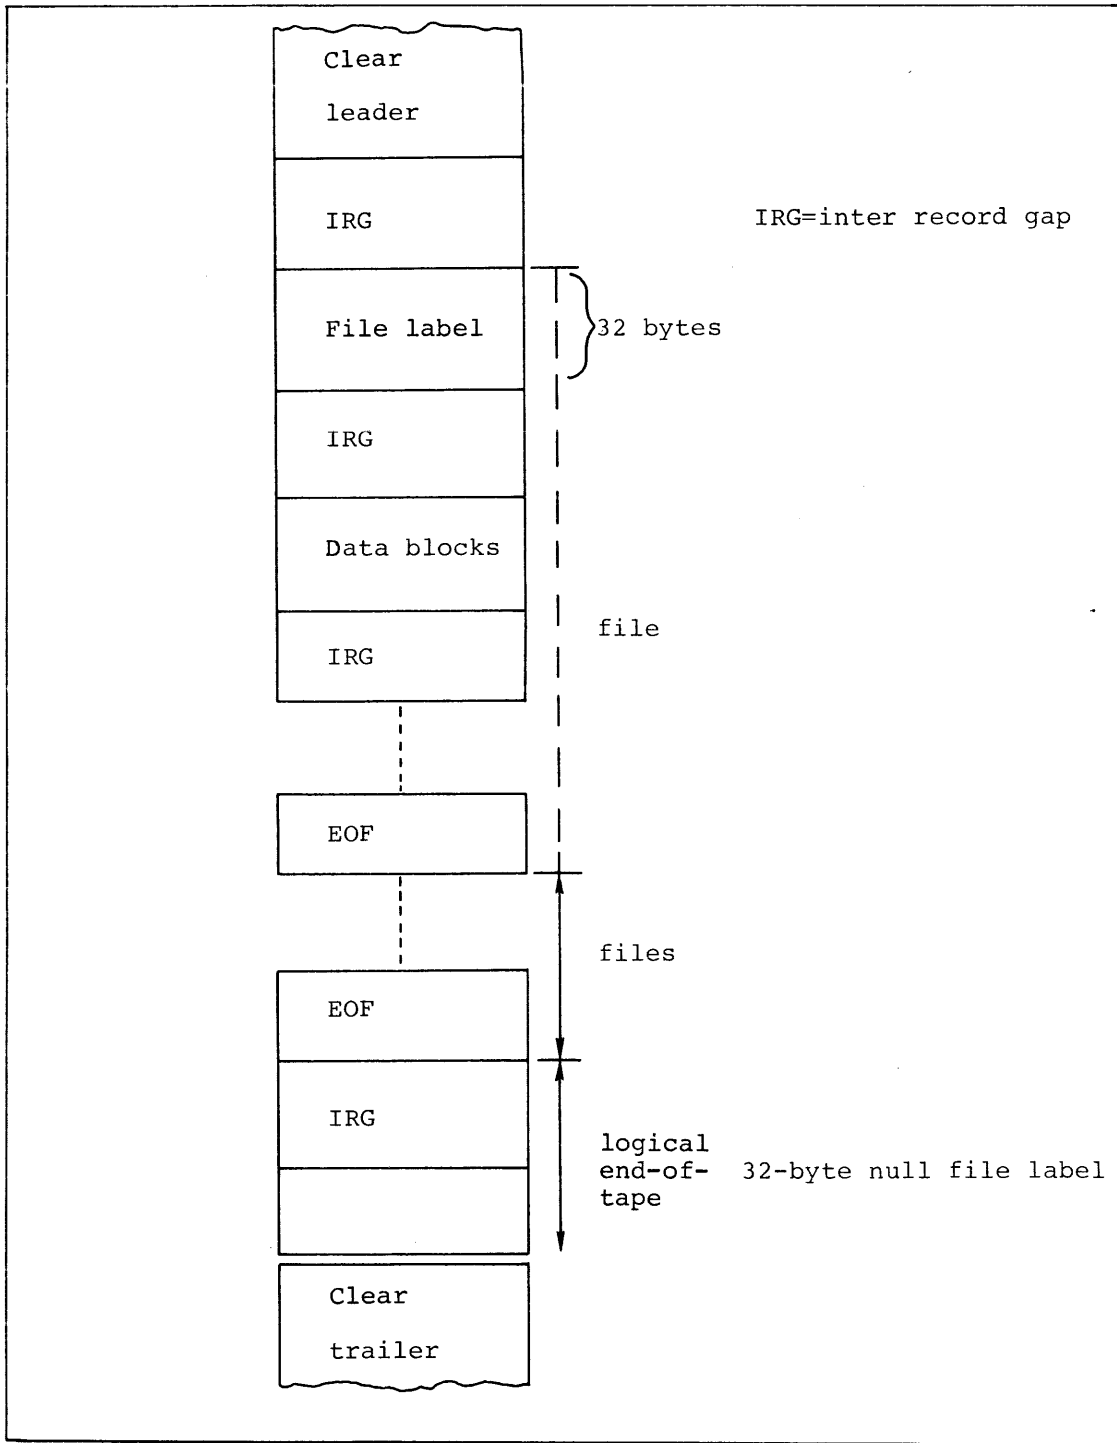 Clear
leader
IRG
IRG=inter record gap
File label
32 bytes
IRG
Data blocks
file
IRG
EOF
files
EOF
IRG
logical
end-of-
tape
32-byte null file label
Clear
trailer